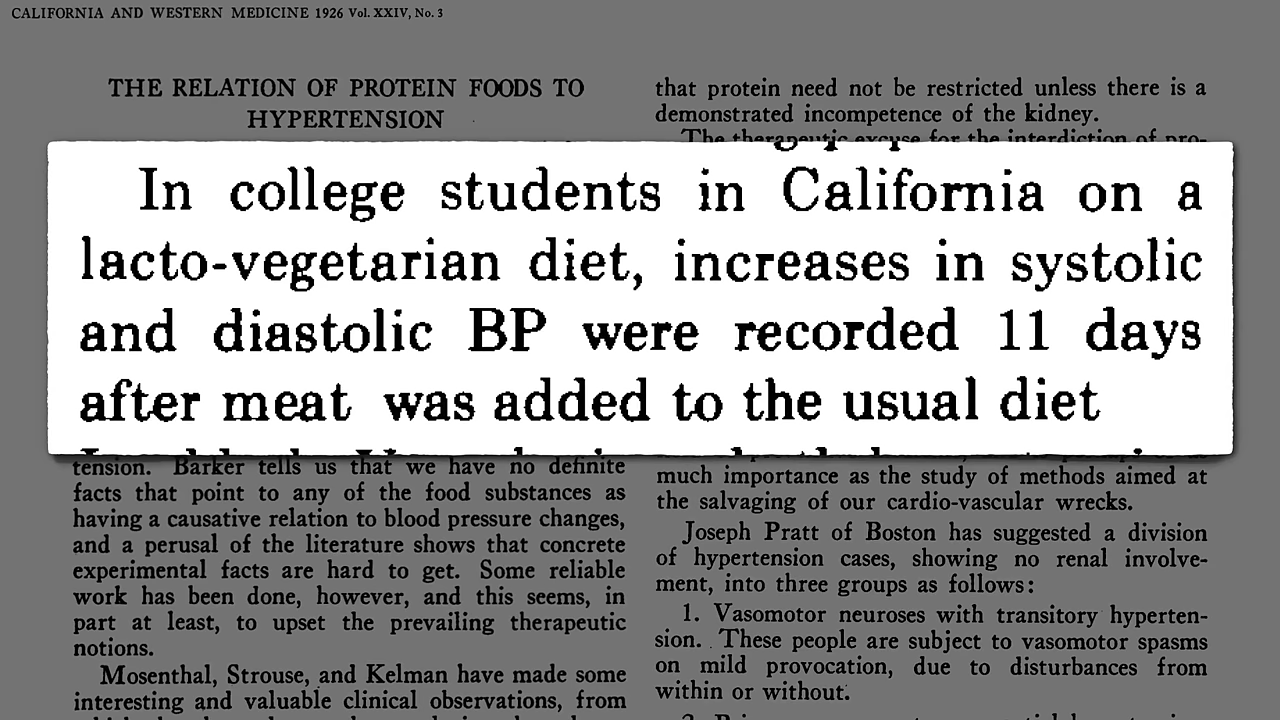 CALIFORNIA AND WESTERN MEDICINE 1926 Vol. XXIV, No. 3
THE RELATION OF PROTEIN FOODS TO
HYPERTENSION
that protein need not be restricted unless there is a
demonstrated incompetence of the kidney.
The therapeutic excuse for the interdiction of pro-
In college students in California on a
lacto-vegetarian diet, increases in systolic
and diastolic BP were recorded 11 days
after meat was added to the usual diet
tension. Barker tells us that we have no definite
facts that point to any of the food substances as
having a causative relation to blood pressure changes,
and a perusal of the literature shows that concrete
experimental facts are hard to get. Some reliable
work has been done, however, and this seems, in
part at least, to upset the prevailing therapeutic
notions.
Mosenthal, Strouse, and Kelman have made some
interesting and valuable clinical observations, from
much importance as the study of methods aimed at
the salvaging of our cardio-vascular wrecks.
Joseph Pratt of Boston has suggested a division
of hypertension cases, showing no renal involve-
ment, into three groups as follows:
1. Vasomotor neuroses with transitory hyperten-
sion. These people are subject to vasomotor spasms
on mild provocation, due to disturbances from
within or without.